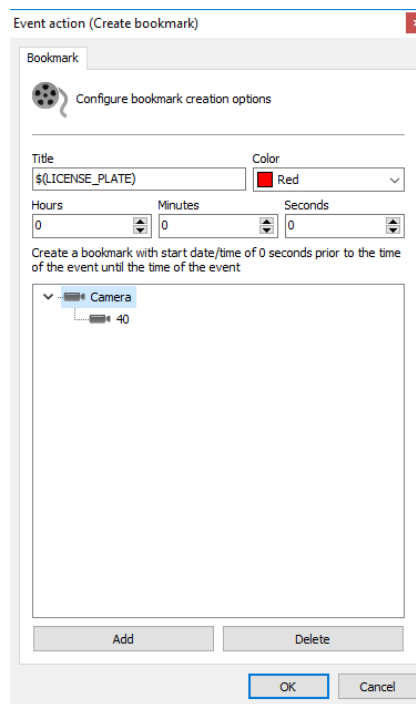 Event action (Create bookmark)
Bookmark
Configure bookmark creation options
Title Color
$(LICENSE_PLATE) Red
Hours Minutes Seconds
0 0 0
Create a bookmark with start date/time of 0 seconds prior to the time
of the event until the time of the event
Camera
40
Add Delete
OK Cancel